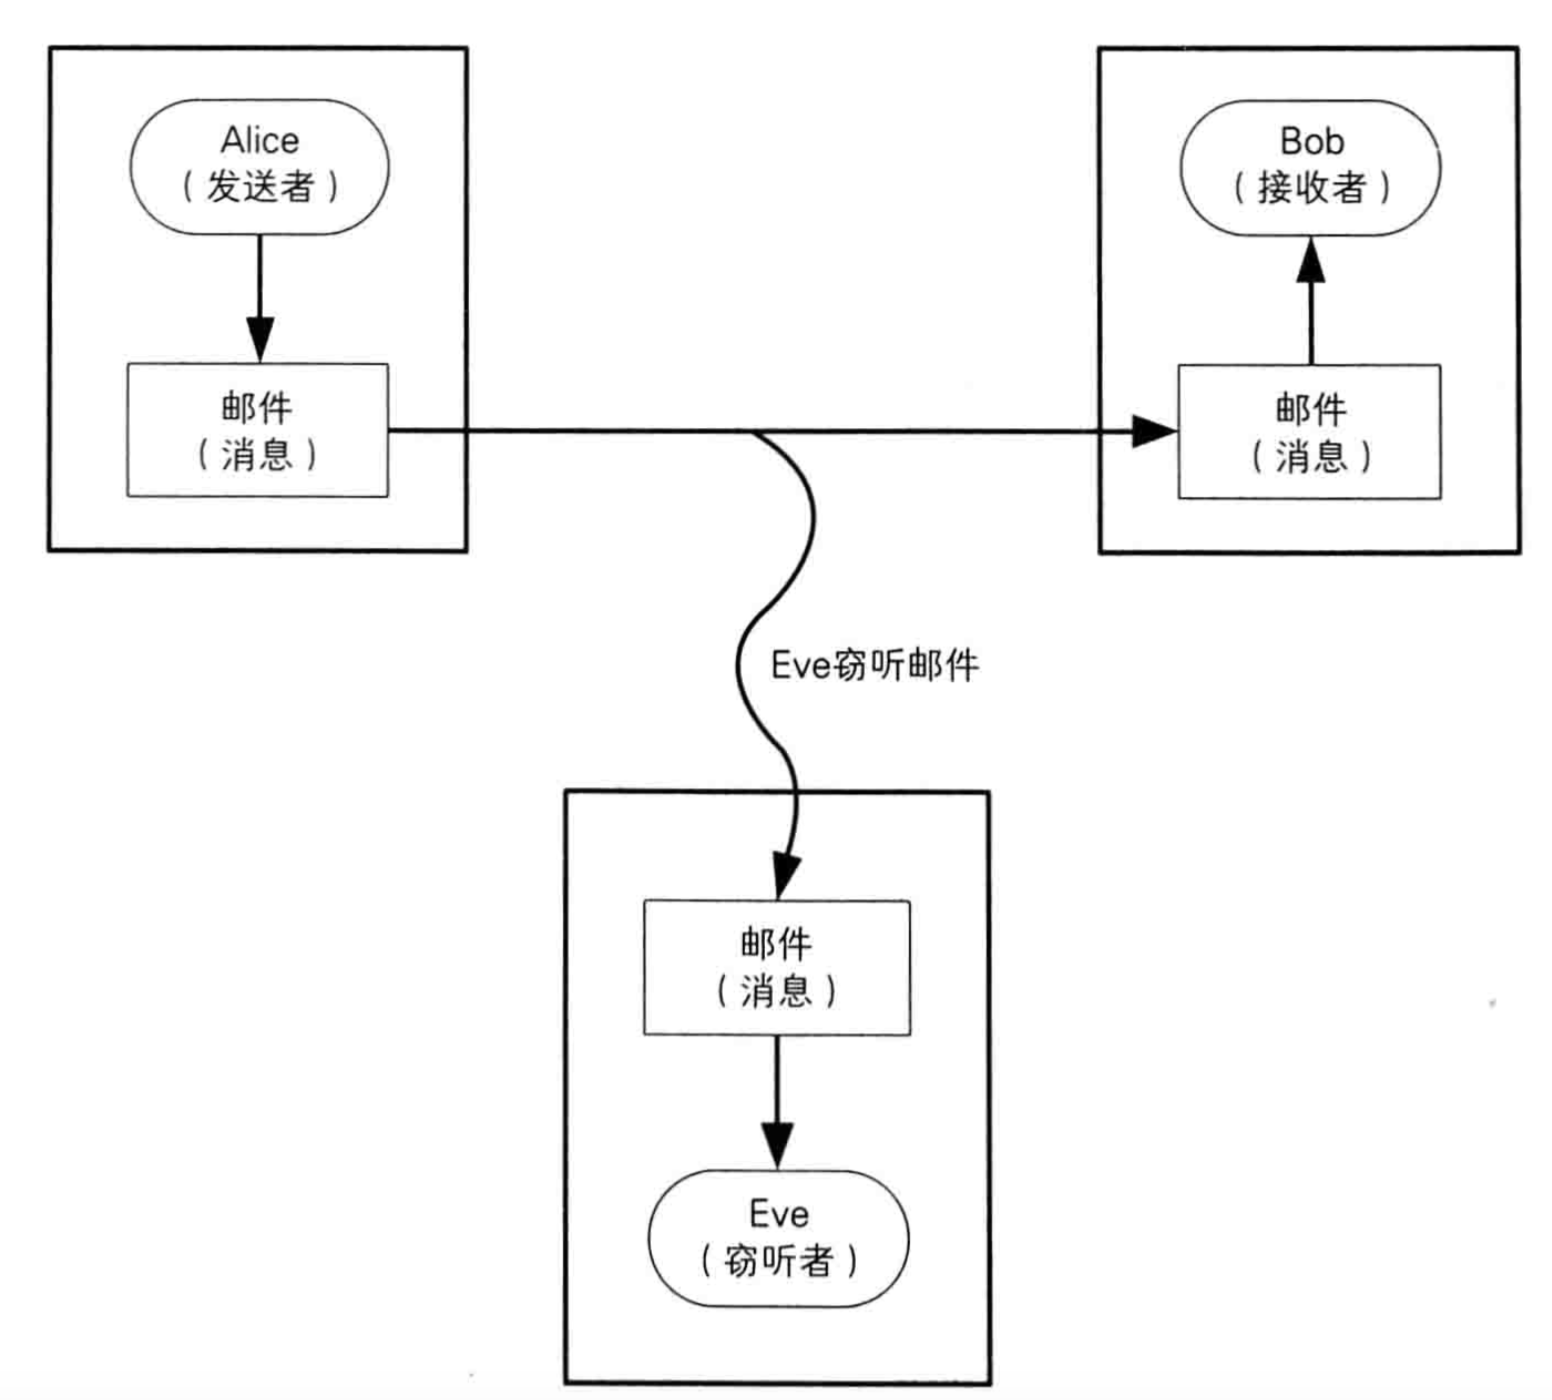 Alice
（发送者）
Bob
（接收者）
邮件
（消息）
邮件
（消息）
Eve窃听邮件
邮件
（消息）
Eve
（窃听者）